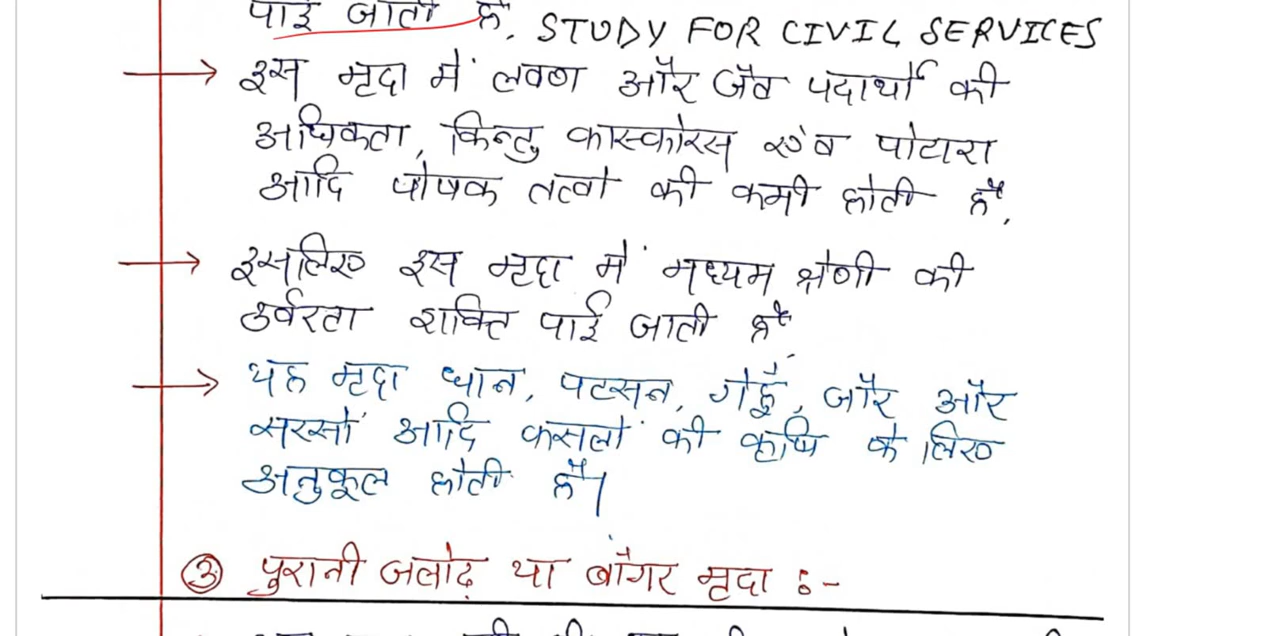 पाई जाती है. STUDY FOR CIVIL SERVICES
→ इस मृदा में लवण और जैव पदार्थों की
अधिकता, किन्तु फास्फोरस एंव पोटाश
आदि पोषक तत्वों की कमी होती है.
→ इसलिए इस मृदा में मध्यम श्रेणी की
उर्वरता शक्ति पाई जाती है.
→ यह मृदा धान, पटसन, गेहूँ, जौर और
सरसों आदि फसलों की कृषि के लिए
अनुकूल होती है।
③ पुरानी जलोढ़ या बाँगर मृदा :-